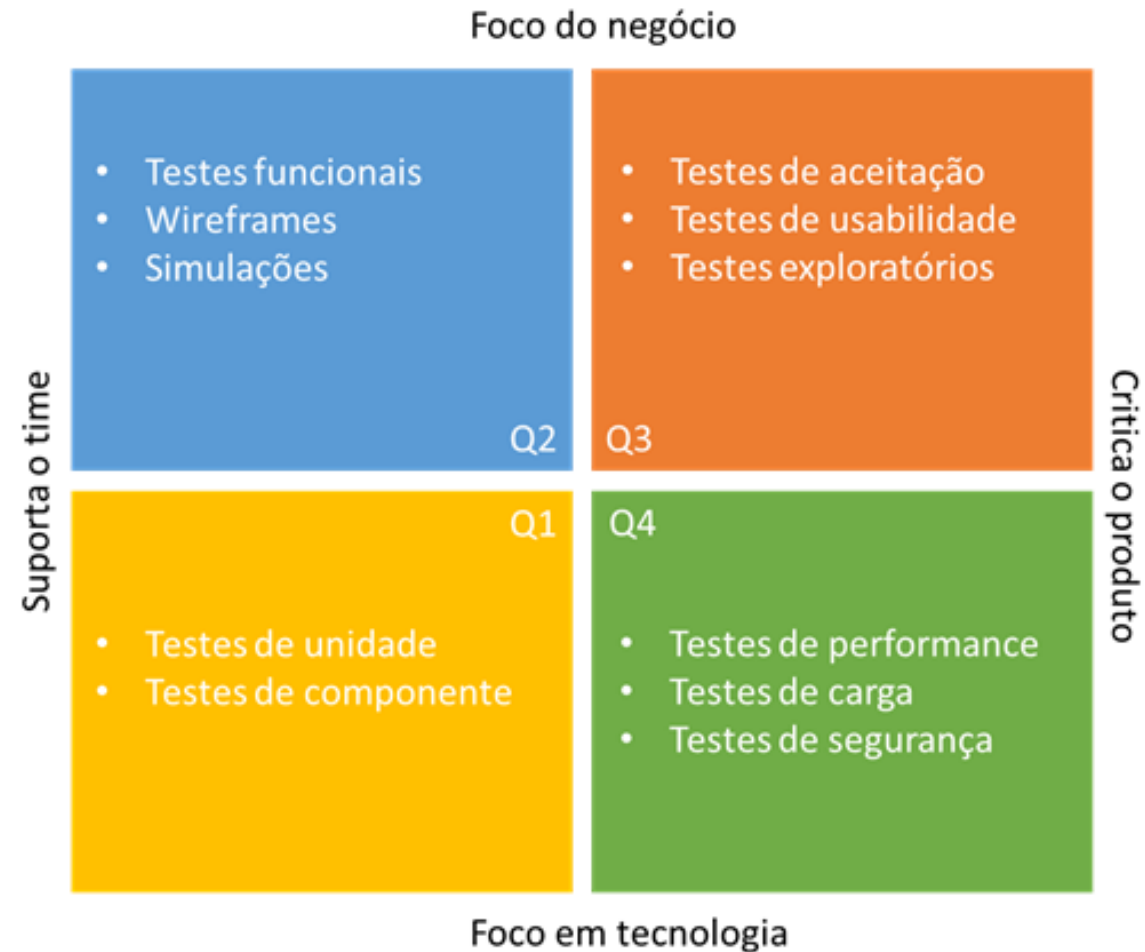 Foco do negócio
• Testes funcionais
• Wireframes
• Simulações
Q2
• Testes de aceitação
• Testes de usabilidade
• Testes exploratórios
Q3
Suporta o time
Critica o produto
Q1
• Testes de unidade
• Testes de componente
Q4
• Testes de performance
• Testes de carga
• Testes de segurança
Foco em tecnologia